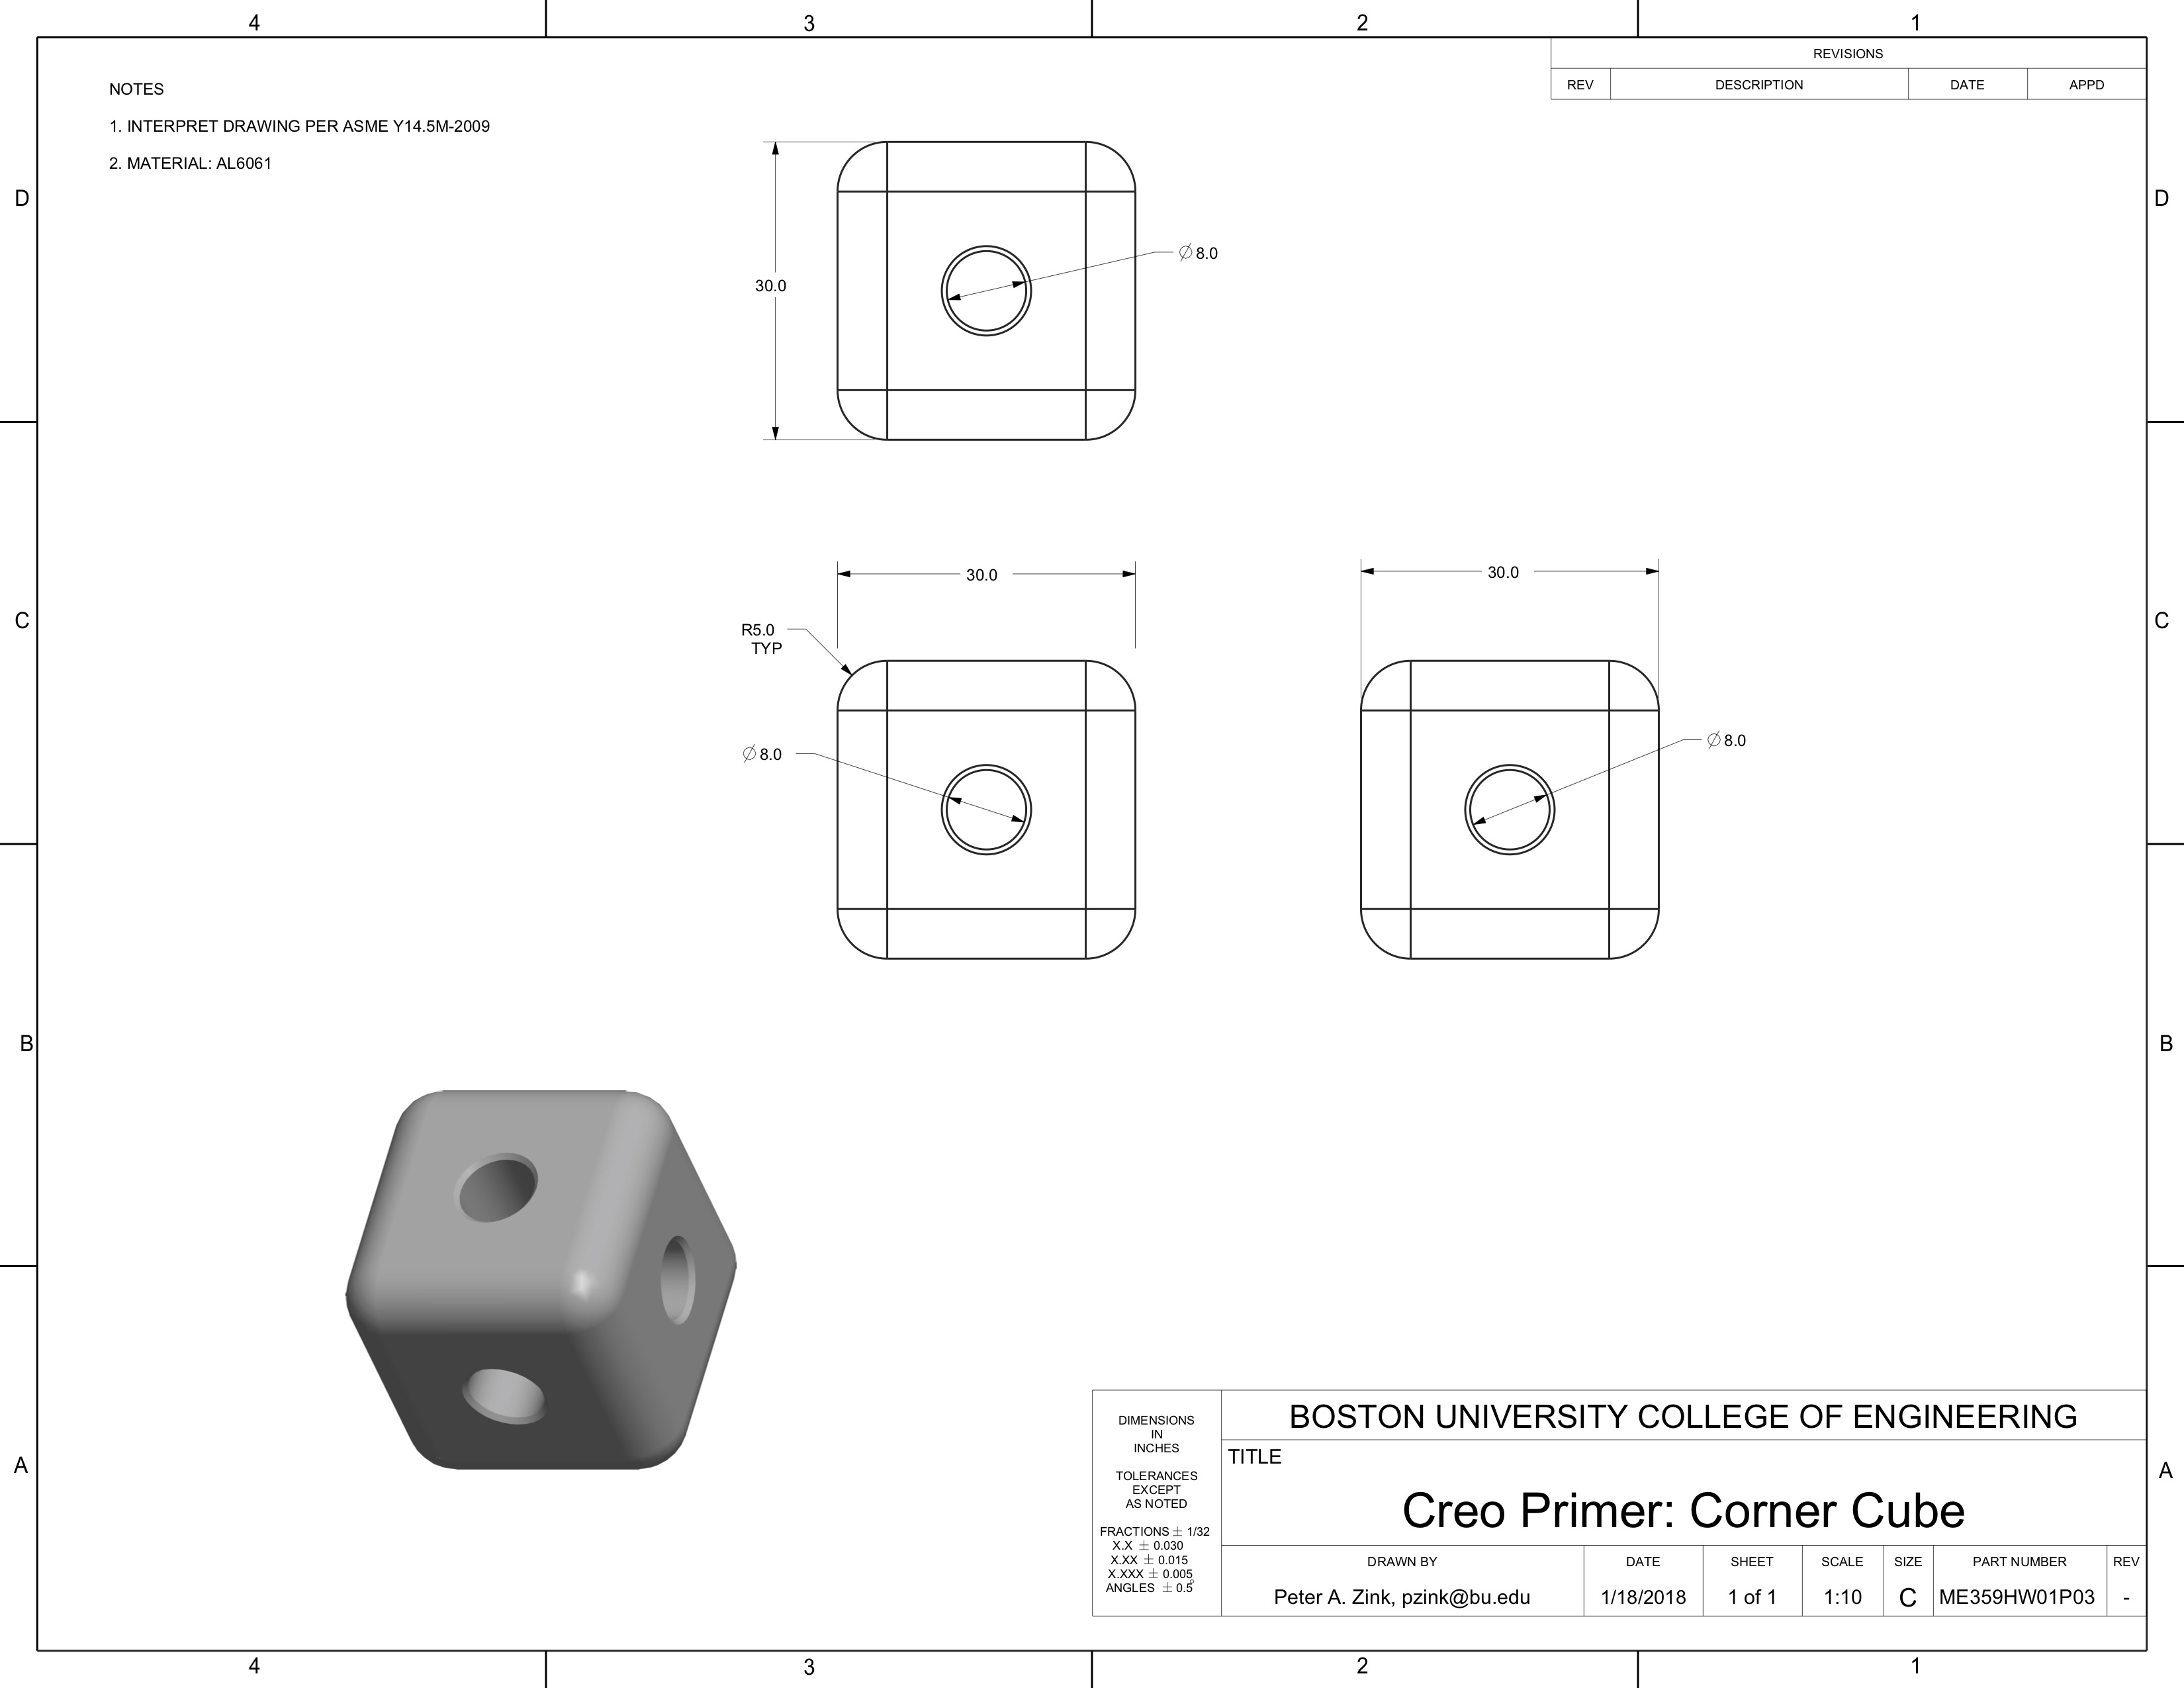 4 3 2 1
REVISIONS
REV DESCRIPTION DATE APPD
NOTES
1. INTERPRET DRAWING PER ASME Y14.5M-2009
2. MATERIAL: AL6061
D D
∅8.0
30.0
30.0 30.0
C C
R5.0
TYP
∅8.0 ∅8.0
B B
A A
DIMENSIONS
IN
INCHES
TOLERANCES
EXCEPT
AS NOTED
FRACTIONS ± 1/32
X.X ± 0.030
X.XX ± 0.015
X.XXX ± 0.005
ANGLES ± 0.5°
BOSTON UNIVERSITY COLLEGE OF ENGINEERING
TITLE
Creo Primer: Corner Cube
DRAWN BY DATE SHEET SCALE SIZE PART NUMBER REV
Peter A. Zink, pzink@bu.edu 1/18/2018 1 of 1 1:10 C ME359HW01P03 -
4 3 2 1